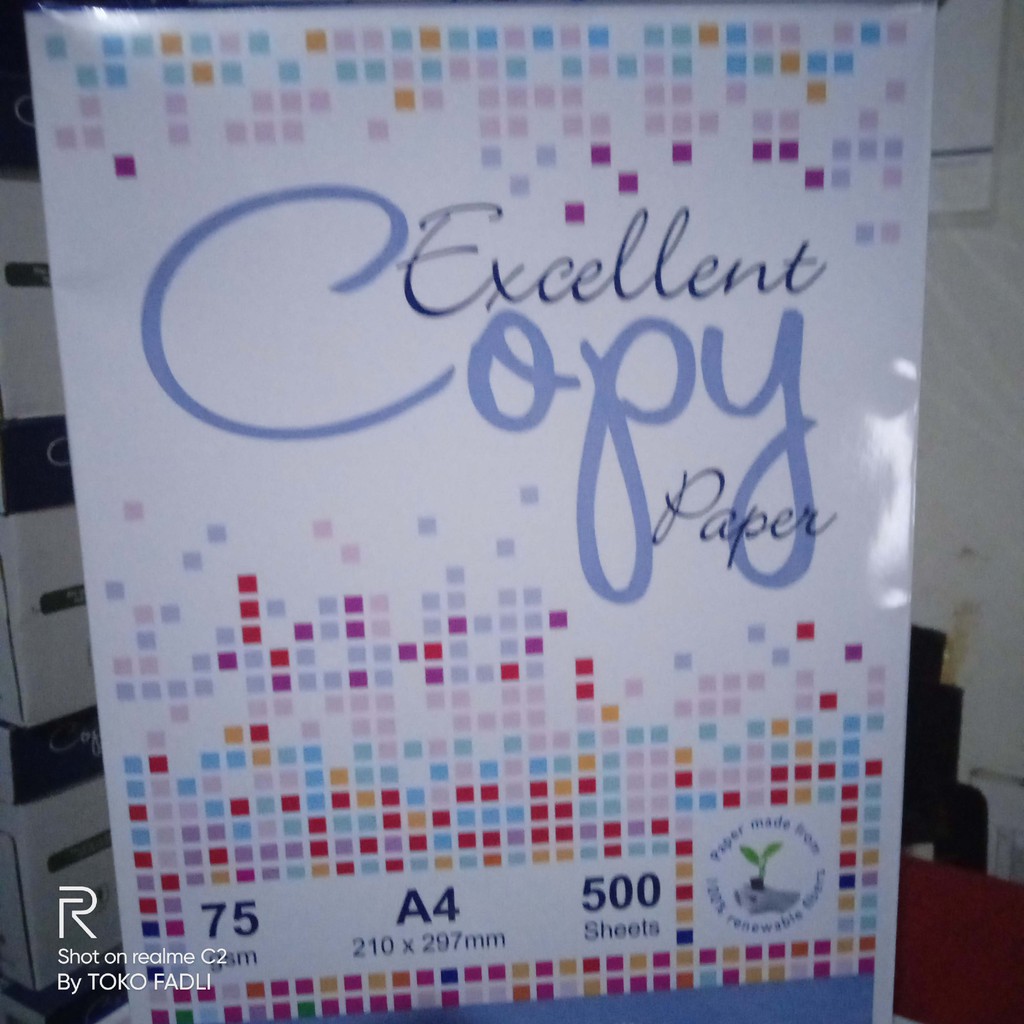 Excellent
Copy
Paper
Paper made from
100% renewable fibers
75
gsm
A4
210 x 297mm
500
Sheets
R
Shot on realme C2
By TOKO FADLI